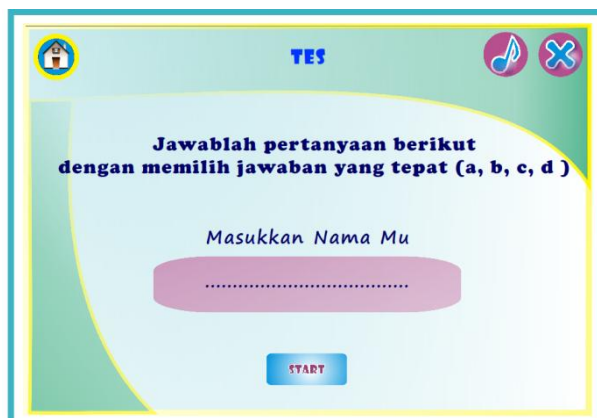 TES
Jawablah pertanyaan berikut
dengan memilih jawaban yang tepat (a, b, c, d )
Masukkan Nama Mu
.....................................
START